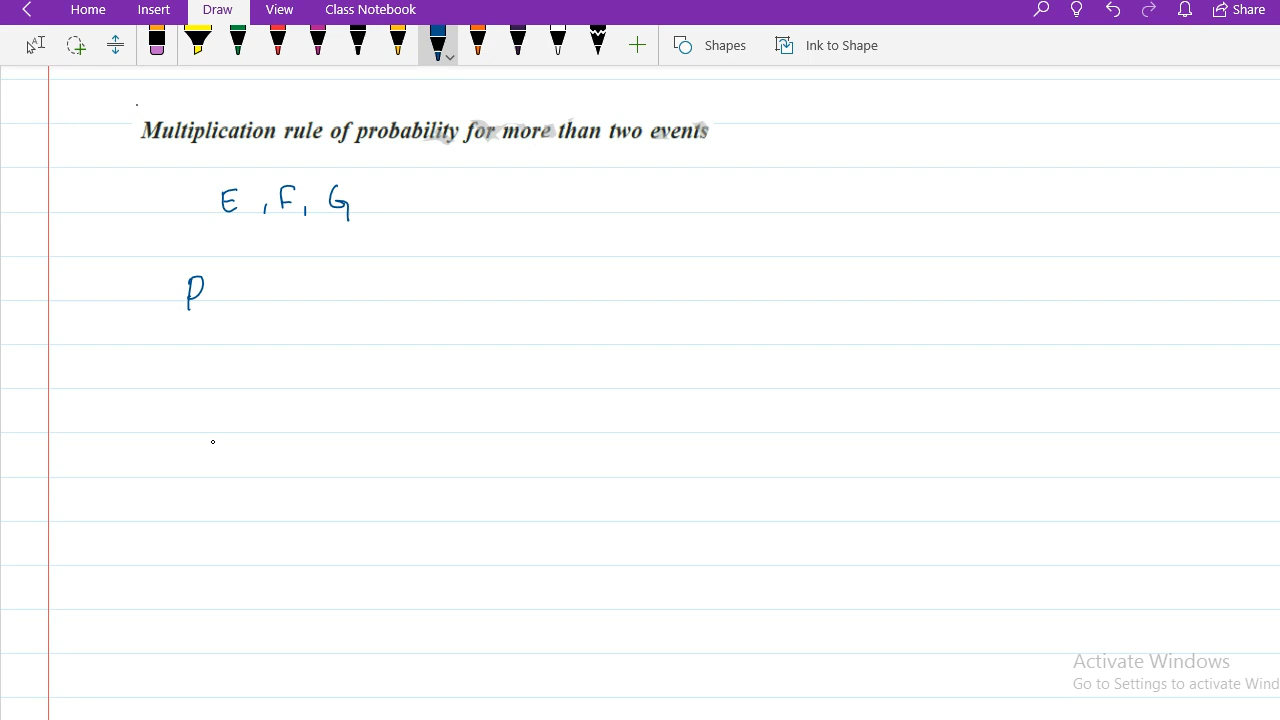 Home Insert Draw View Class Notebook Share
Shapes Ink to Shape
Multiplication rule of probability for more than two events
E , F, G
P
Activate Windows
Go to Settings to activate Wind